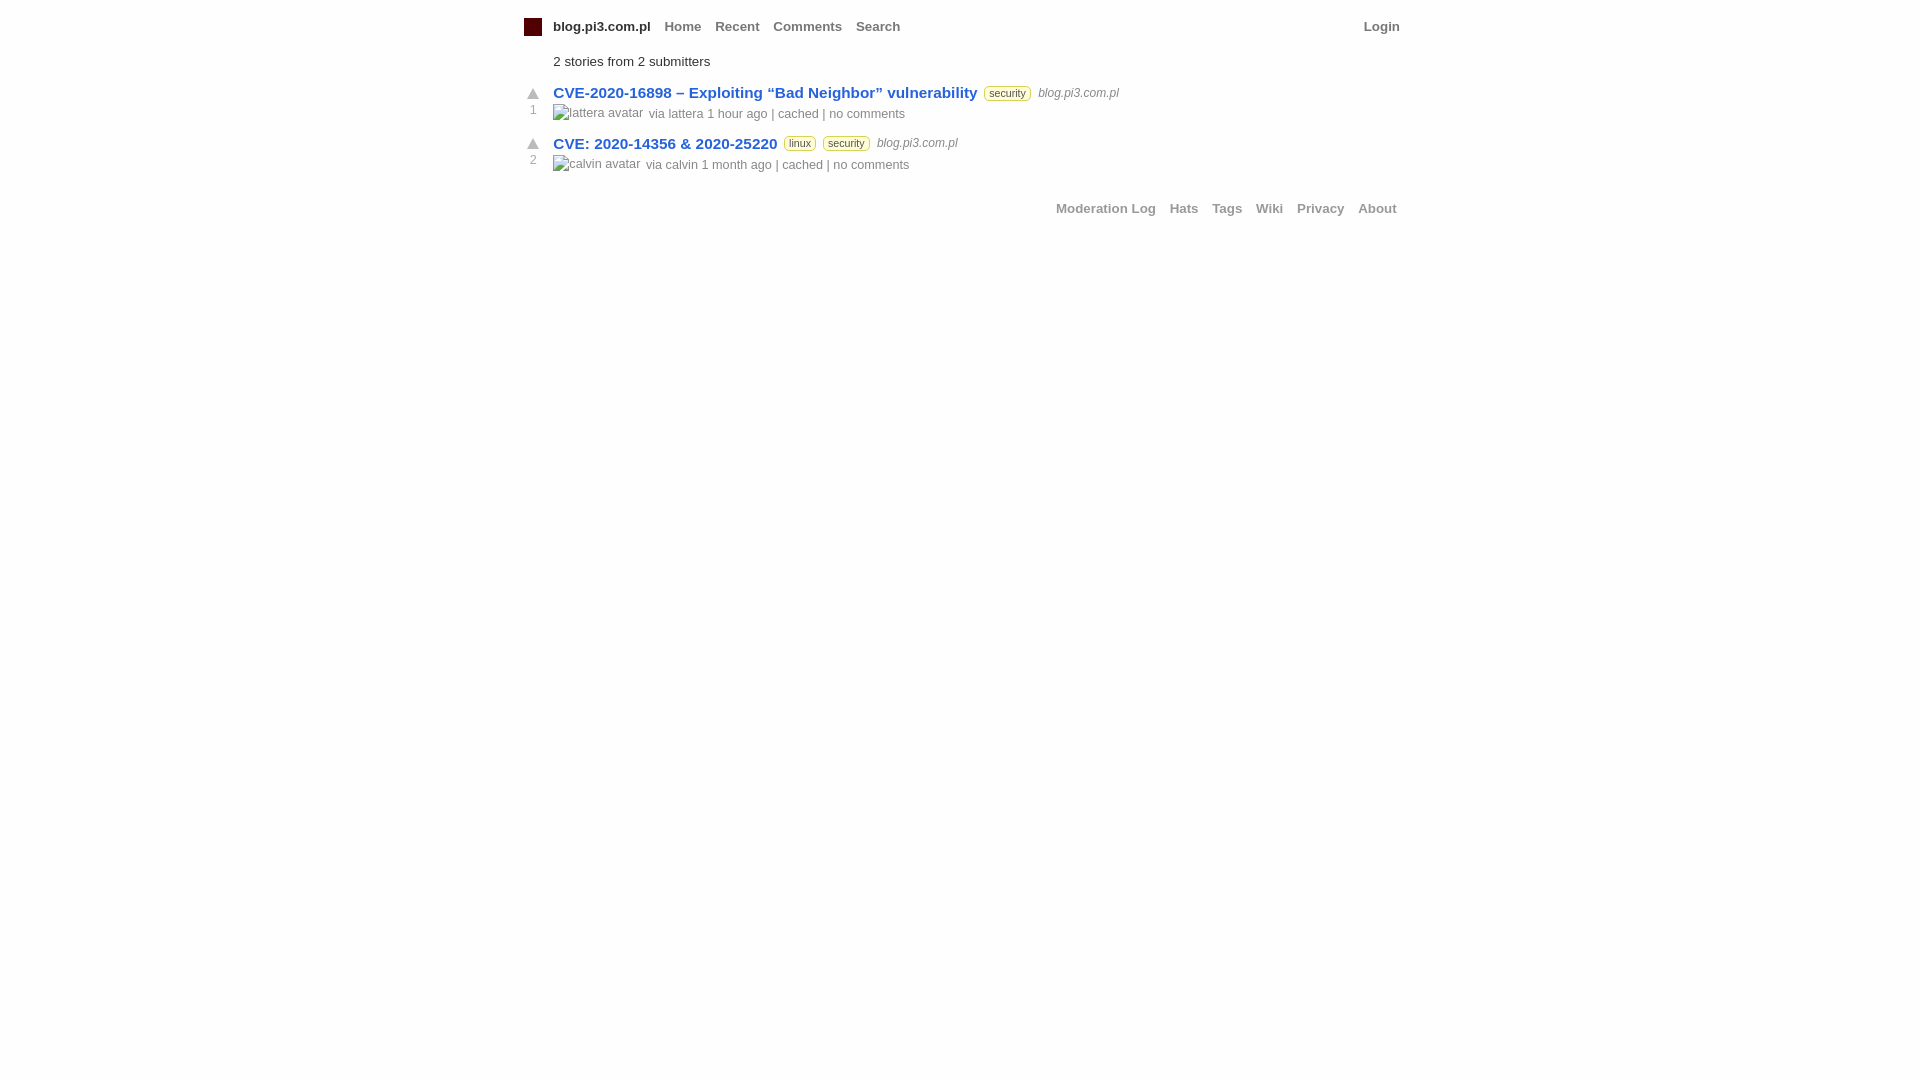 blog.pi3.com.pl Home Recent Comments Search Login
2 stories from 2 submitters
CVE-2020-16898 – Exploiting “Bad Neighbor” vulnerability security blog.pi3.com.pl
1 lattera avatar via lattera 1 hour ago | cached | no comments
CVE: 2020-14356 & 2020-25220 linux security blog.pi3.com.pl
2 calvin avatar via calvin 1 month ago | cached | no comments
Moderation Log Hats Tags Wiki Privacy About